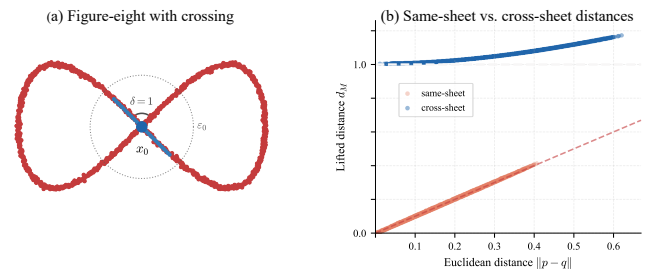 (a) Figure-eight with crossing
δ = 1
ε₀
x₀
(b) Same-sheet vs. cross-sheet distances
Lifted distance d_M
1.0
0.0
same-sheet
cross-sheet
0.1 0.2 0.3 0.4 0.5 0.6
Euclidean distance ‖p − q‖